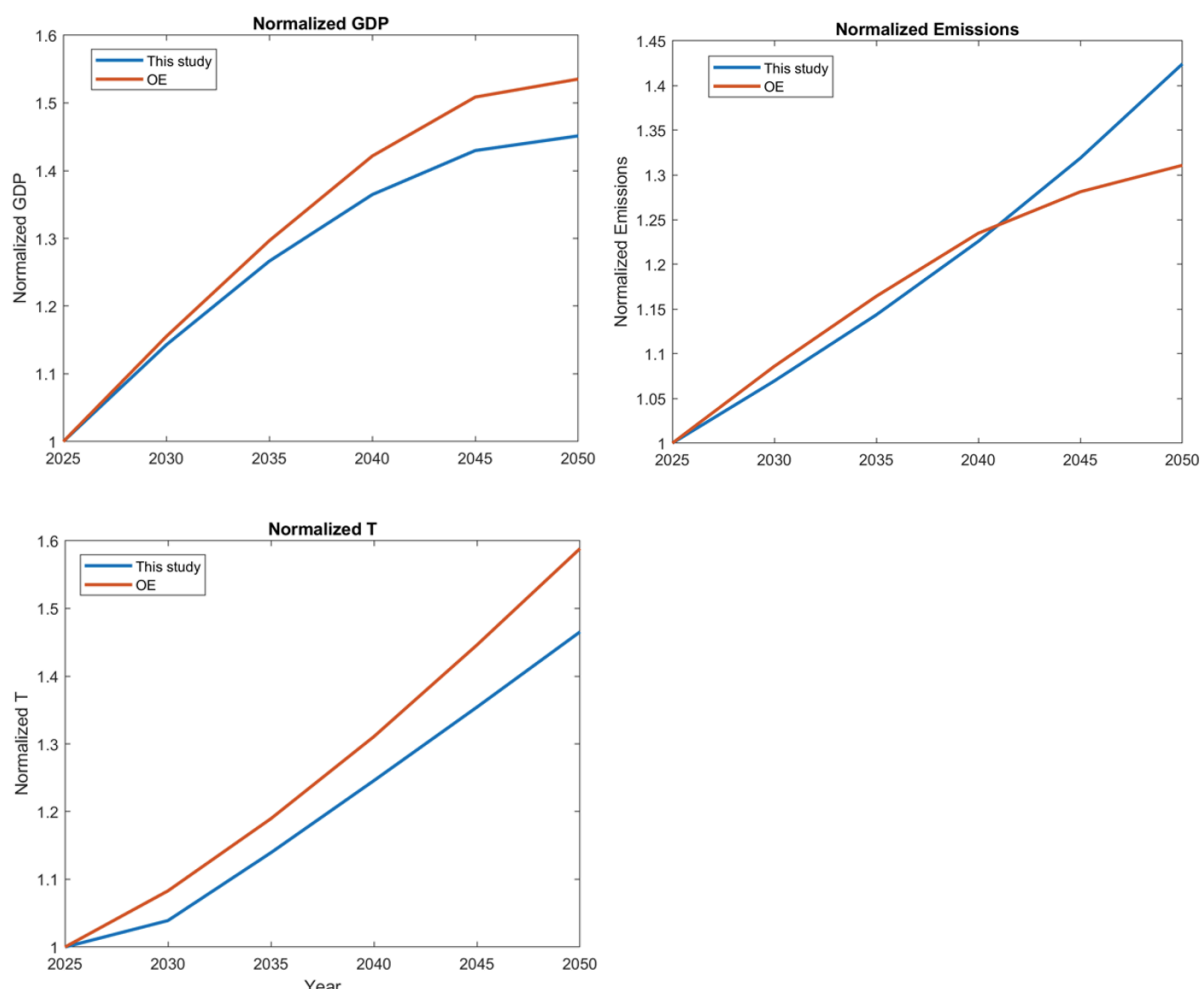 Normalized GDP
This study
OE
Normalized GDP
1.6
1.5
1.4
1.3
1.2
1.1
1
2025 2030 2035 2040 2045 2050
Normalized Emissions
This study
OE
Normalized Emissions
1.45
1.4
1.35
1.3
1.25
1.2
1.15
1.1
1.05
1
2025 2030 2035 2040 2045 2050
Normalized T
This study
OE
Normalized T
1.6
1.5
1.4
1.3
1.2
1.1
1
2025 2030 2035 2040 2045 2050
Year